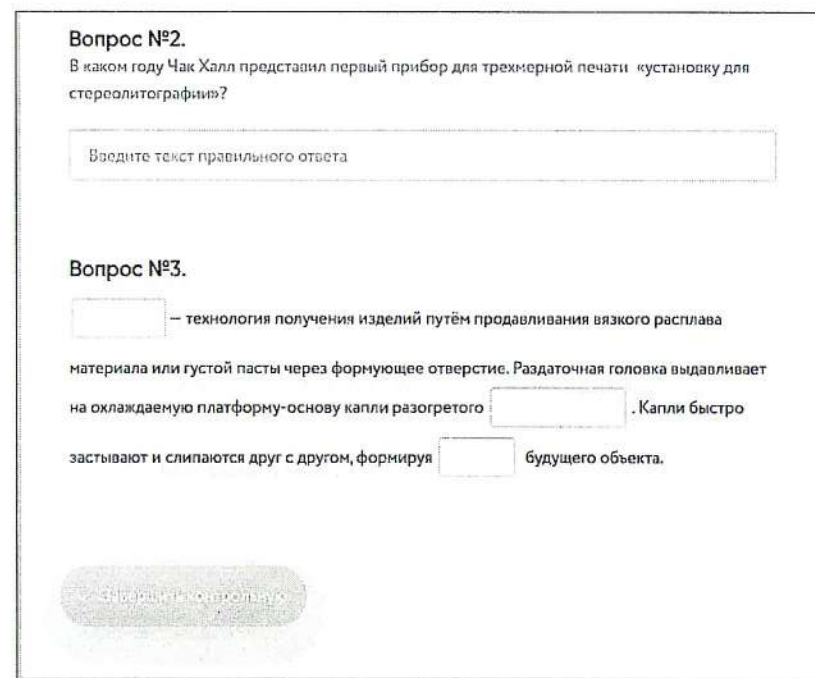 Вопрос №2.
В каком году Чак Халл представил первый прибор для трехмерной печати «установку для
стереолитографии»?
Введите текст правильного ответа
Вопрос №3.
— технология получения изделий путём продавливания вязкого расплава
материала или густой пасты через формующее отверстие. Раздаточная головка выдавливает
на охлаждаемую платформу-основу капли разогретого . Капли быстро
застывают и слипаются друг с другом, формируя будущего объекта.
Завершить контрольную